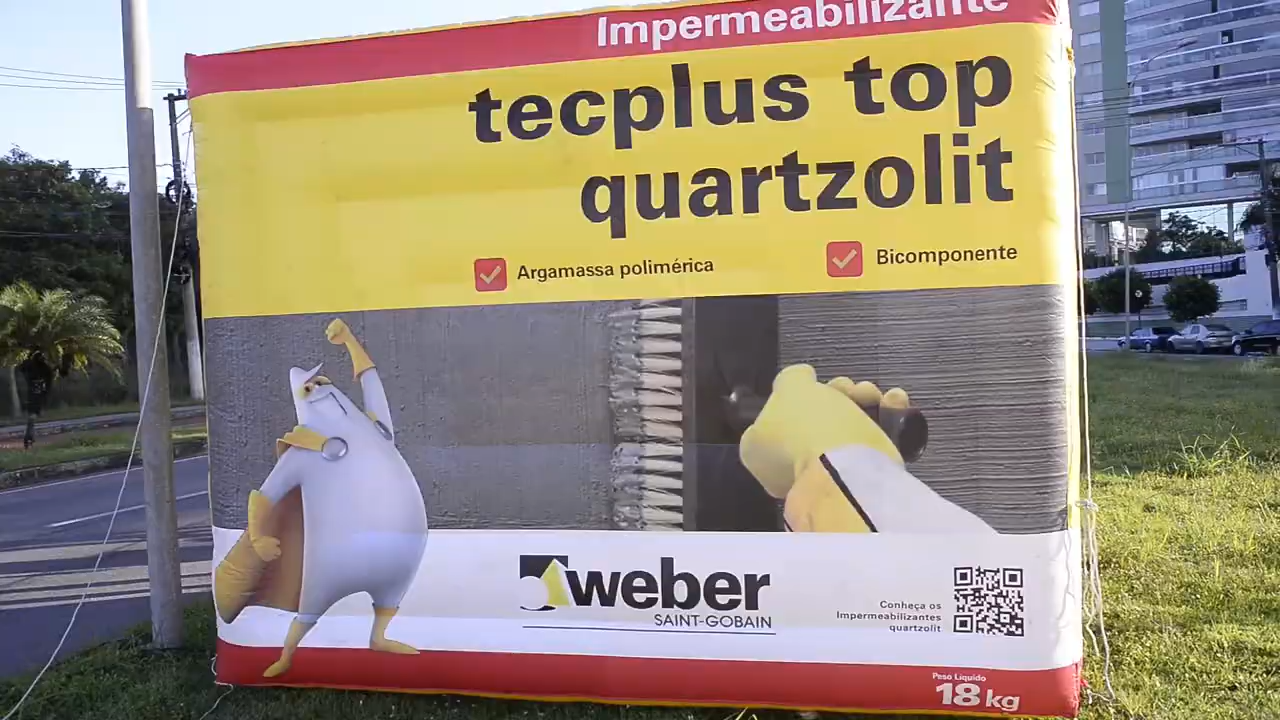 Impermeabilizante
tecplus top
quartzolit
Argamassa polimérica
Bicomponente
weber
SAINT-GOBAIN
Conheça os
Impermeabilizantes
quartzolit
Peso Líquido
18 kg